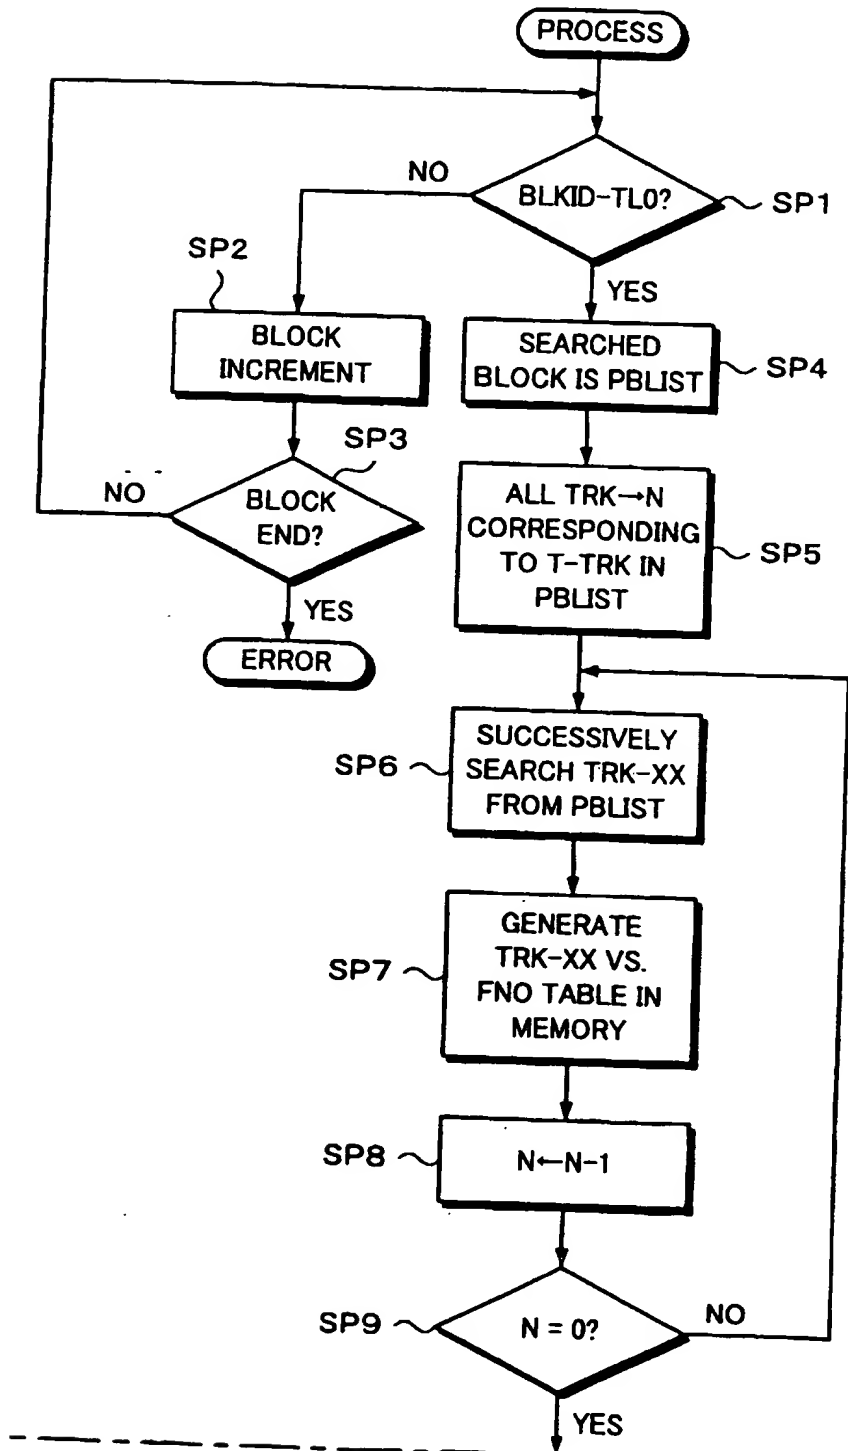 PROCESS
NO
BLKID-TL0?
SP1
SP2
YES
BLOCK
INCREMENT
SEARCHED
BLOCK IS PBLIST
SP4
SP3
NO
BLOCK
END?
ALL TRK→N
CORRESPONDING
TO T-TRK IN
PBLIST
SP5
YES
ERROR
SP6
SUCCESSIVELY
SEARCH TRK-XX
FROM PBLIST
SP7
GENERATE
TRK-XX VS.
FNO TABLE IN
MEMORY
SP8
N←N-1
SP9
N = 0?
NO
YES